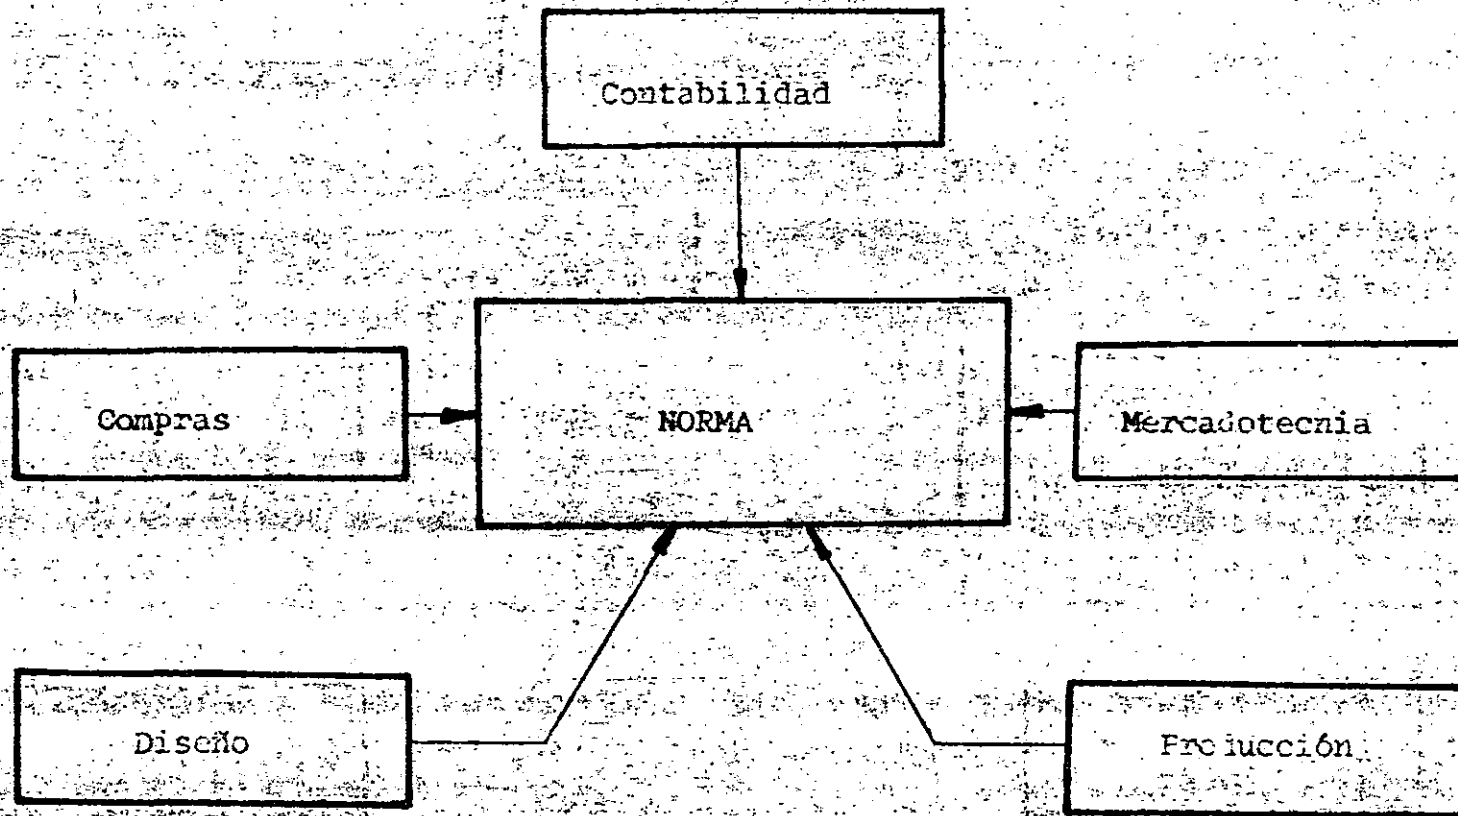 Contabilidad
Compras
NORMA
Mercadotecnia
Diseño
Producción